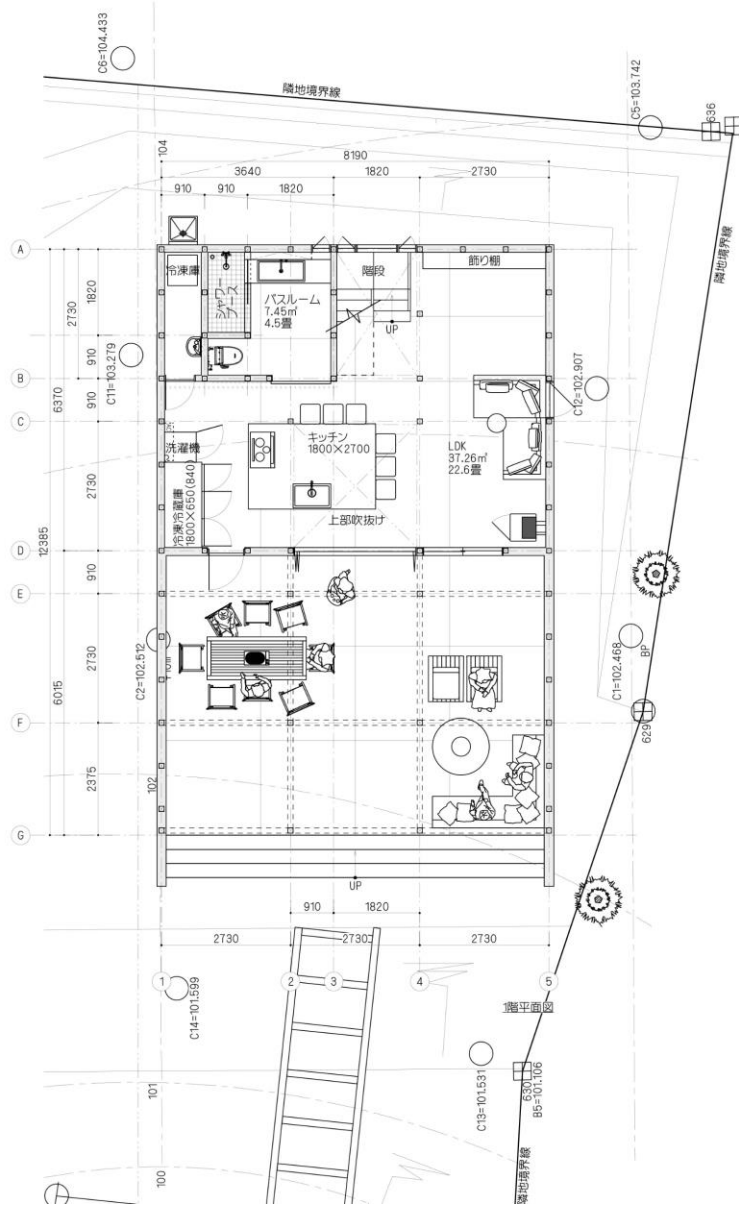 C6=104.433
隣地境界線
C5=103.742
636
104
8190
3640
1820
2730
910
910
1820
A
冷凍庫
シャワー
ブース
バスルーム
7.45㎡
4.5畳
階段
UP
飾り棚
隣地境界線
1820
2730
910
C11=103.279
B
6370
910
C12=102.907
C
洗濯機
キッチン
1800×2700
LDK
37.26㎡
22.6畳
2730
冷凍冷蔵庫
1800×650(840)
上部吹抜け
D
12385
910
E
C2=102.512
2730
6015
C1=102.468
BP
F
629
2375
102
G
UP
910
1820
2730
2730
2730
1
2
3
4
5
C14=101.599
1階平面図
C13=101.531
630
B5=101.106
101
100
隣地境界線